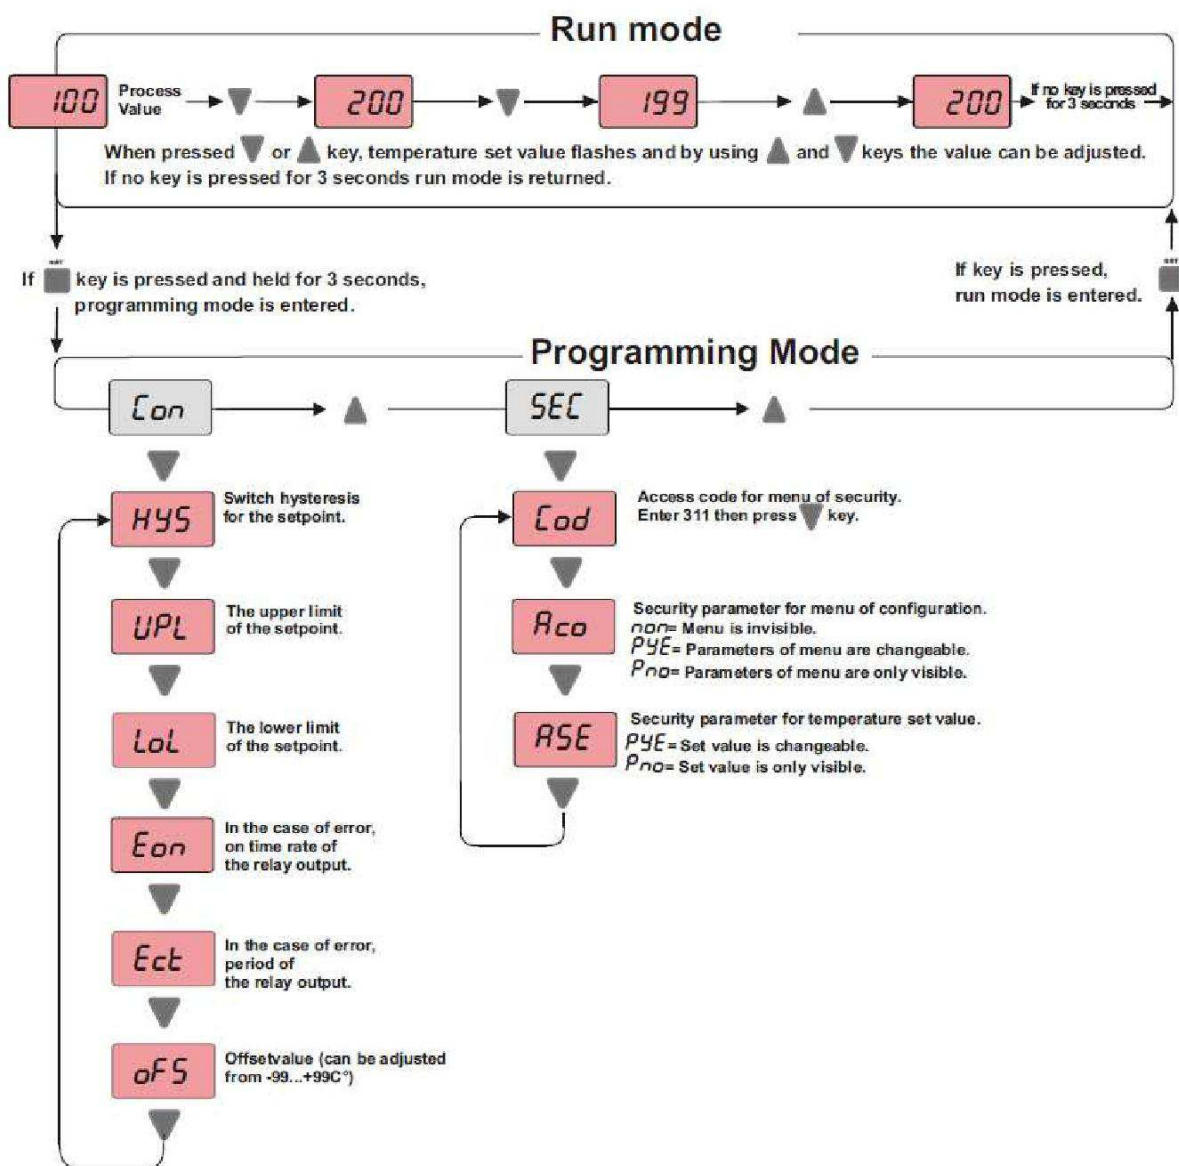 Run mode
100 Process Value 200 199 200 If no key is pressed for 3 seconds
When pressed ▼ or ▲ key, temperature set value flashes and by using ▲ and ▼ keys the value can be adjusted.
If no key is pressed for 3 seconds run mode is returned.
If key is pressed and held for 3 seconds,
programming mode is entered.
If key is pressed,
run mode is entered.
Programming Mode
Con
SEC
HYS
Switch hysteresis
for the setpoint.
UPL
The upper limit
of the setpoint.
LoL
The lower limit
of the setpoint.
Eon
In the case of error,
on time rate of
the relay output.
Ect
In the case of error,
period of
the relay output.
oFS
Offsetvalue (can be adjusted
from -99...+99C°)
Cod
Access code for menu of security.
Enter 311 then press ▼ key.
Aco
Security parameter for menu of configuration.
non= Menu is invisible.
PYE= Parameters of menu are changeable.
Pno= Parameters of menu are only visible.
ASE
Security parameter for temperature set value.
PYE= Set value is changeable.
Pno= Set value is only visible.